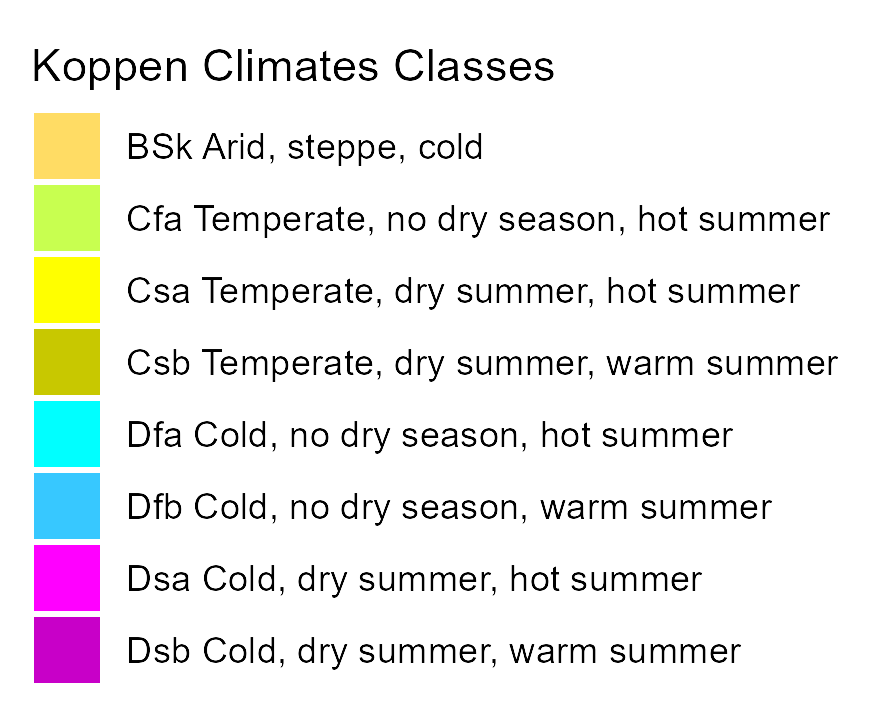 Koppen Climates Classes
BSk Arid, steppe, cold
Cfa Temperate, no dry season, hot summer
Csa Temperate, dry summer, hot summer
Csb Temperate, dry summer, warm summer
Dfa Cold, no dry season, hot summer
Dfb Cold, no dry season, warm summer
Dsa Cold, dry summer, hot summer
Dsb Cold, dry summer, warm summer